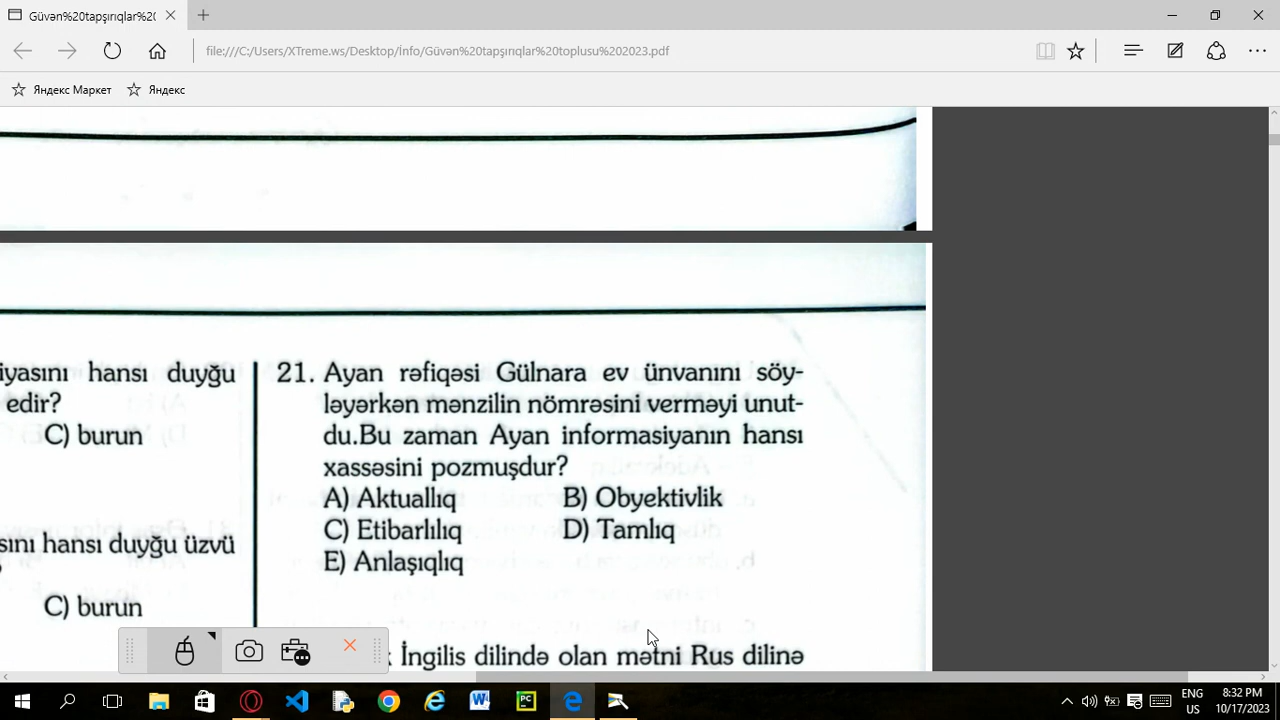 Güvən%20tapşırıqlar%20
file:///C:/Users/XTreme.ws/Desktop/İnfo/Güvən%20tapşırıqlar%20toplusu%202023.pdf
Яндекс Маркет
Яндекс
iyasını hansı duyğu
edir?
C) burun
sını hansı duyğu üzvü
C) burun
21. Ayan rəfiqəsi Gülnara ev ünvanını söy-
ləyərkən mənzilin nömrəsini verməyi unut-
du.Bu zaman Ayan informasiyanın hansı
xassəsini pozmuşdur?
A) Aktuallıq B) Obyektivlik
C) Etibarlılıq D) Tamlıq
E) Anlaşıqlıq
İngilis dilində olan mətni Rus dilinə
ENG
US
8:32 PM
10/17/2023